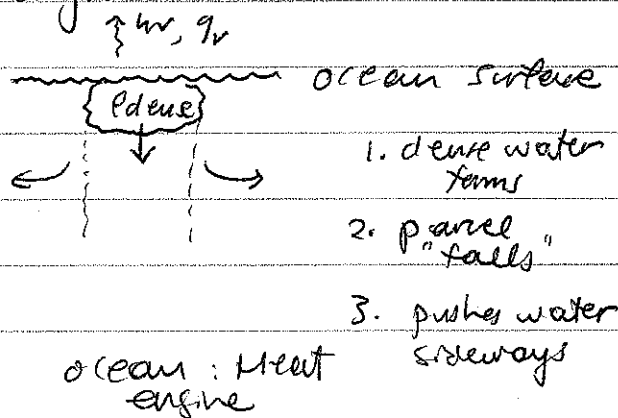 ocean surface
ρdense
1. dense water
forms
2. parcel
"falls"
3. pushes water
sideways
ocean : Heat
engine